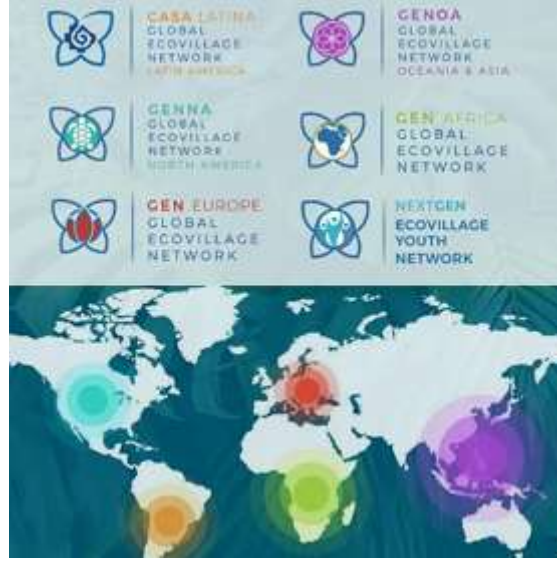 CASA LATINA
GLOBAL
ECOVILLAGE
NETWORK
LATIN AMERICA
GENOA
GLOBAL
ECOVILLAGE
NETWORK
OCEANIA & ASIA
GENNA
GLOBAL
ECOVILLAGE
NETWORK
NORTH AMERICA
GEN AFRICA
GLOBAL
ECOVILLAGE
NETWORK
GEN EUROPE
GLOBAL
ECOVILLAGE
NETWORK
NEXTGEN
ECOVILLAGE
YOUTH
NETWORK